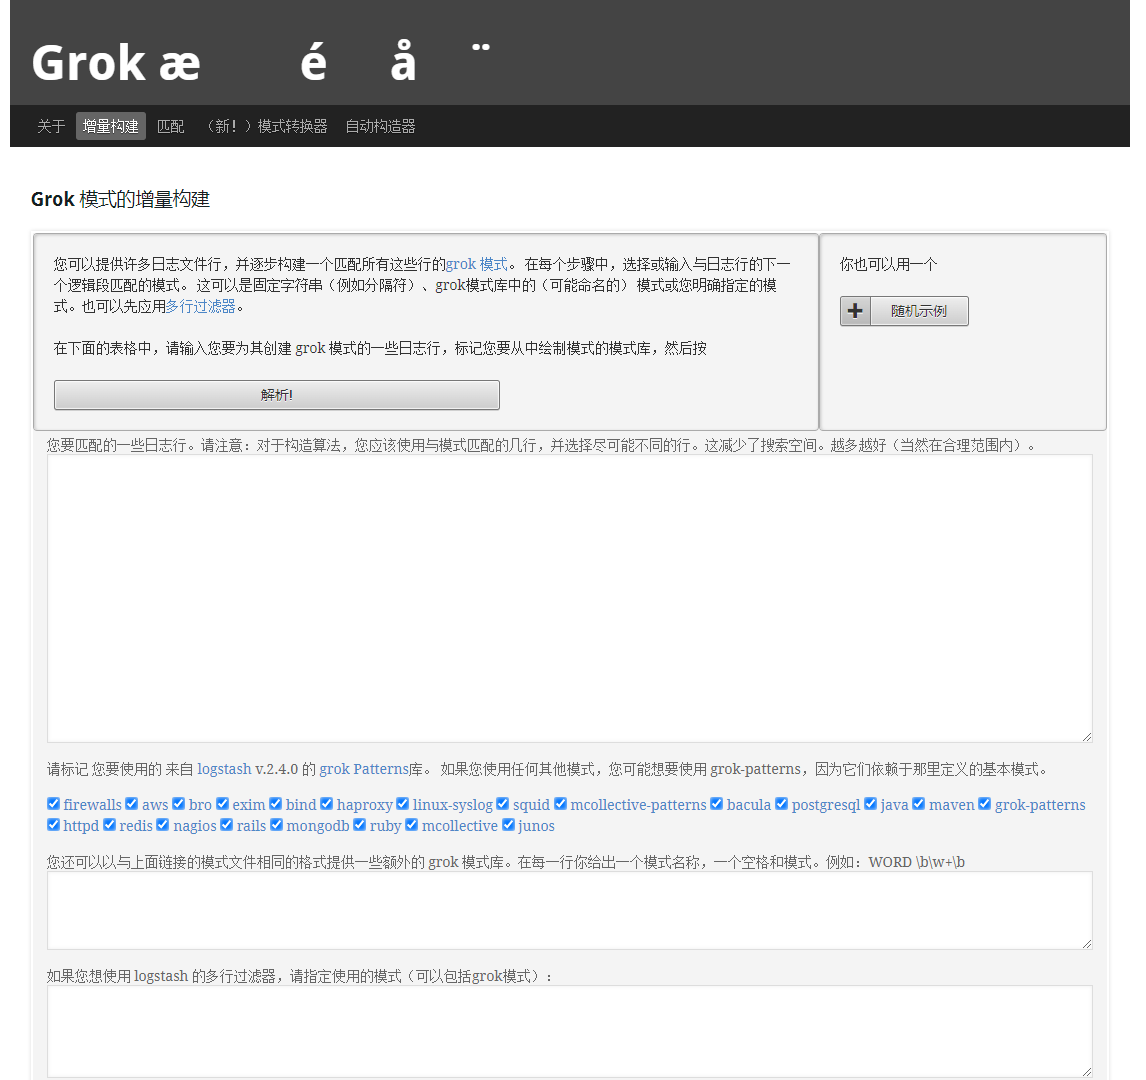 Grok æ é å ¨
关于 增量构建 匹配 （新！）模式转换器 自动构造器
Grok 模式的增量构建
您可以提供许多日志文件行，并逐步构建一个匹配所有这些行的grok 模式。在每个步骤中，选择或输入与日志行的下一
个逻辑段匹配的模式。 这可以是固定字符串（例如分隔符）、grok模式库中的（可能命名的） 模式或您明确指定的模
式。也可以先应用多行过滤器。
在下面的表格中，请输入您要为其创建 grok 模式的一些日志行，标记您要从中绘制模式的模式库，然后按
解析!
你也可以用一个
随机示例
您要匹配的一些日志行。请注意：对于构造算法，您应该使用与模式匹配的几行，并选择尽可能不同的行。这减少了搜索空间。越多越好（当然在合理范围内）。
请标记 您要使用的 来自 logstash v.2.4.0 的 grok Patterns库。 如果您使用任何其他模式，您可能想要使用 grok-patterns，因为它们依赖于那里定义的基本模式。
firewalls aws bro exim bind haproxy linux-syslog squid mcollective-patterns bacula postgresql java maven grok-patterns
httpd redis nagios rails mongodb ruby mcollective junos
您还可以以与上面链接的模式文件相同的格式提供一些额外的 grok 模式库。在每一行你给出一个模式名称，一个空格和模式。例如：WORD \b\w+\b
如果您想使用 logstash 的多行过滤器，请指定使用的模式（可以包括grok模式）：